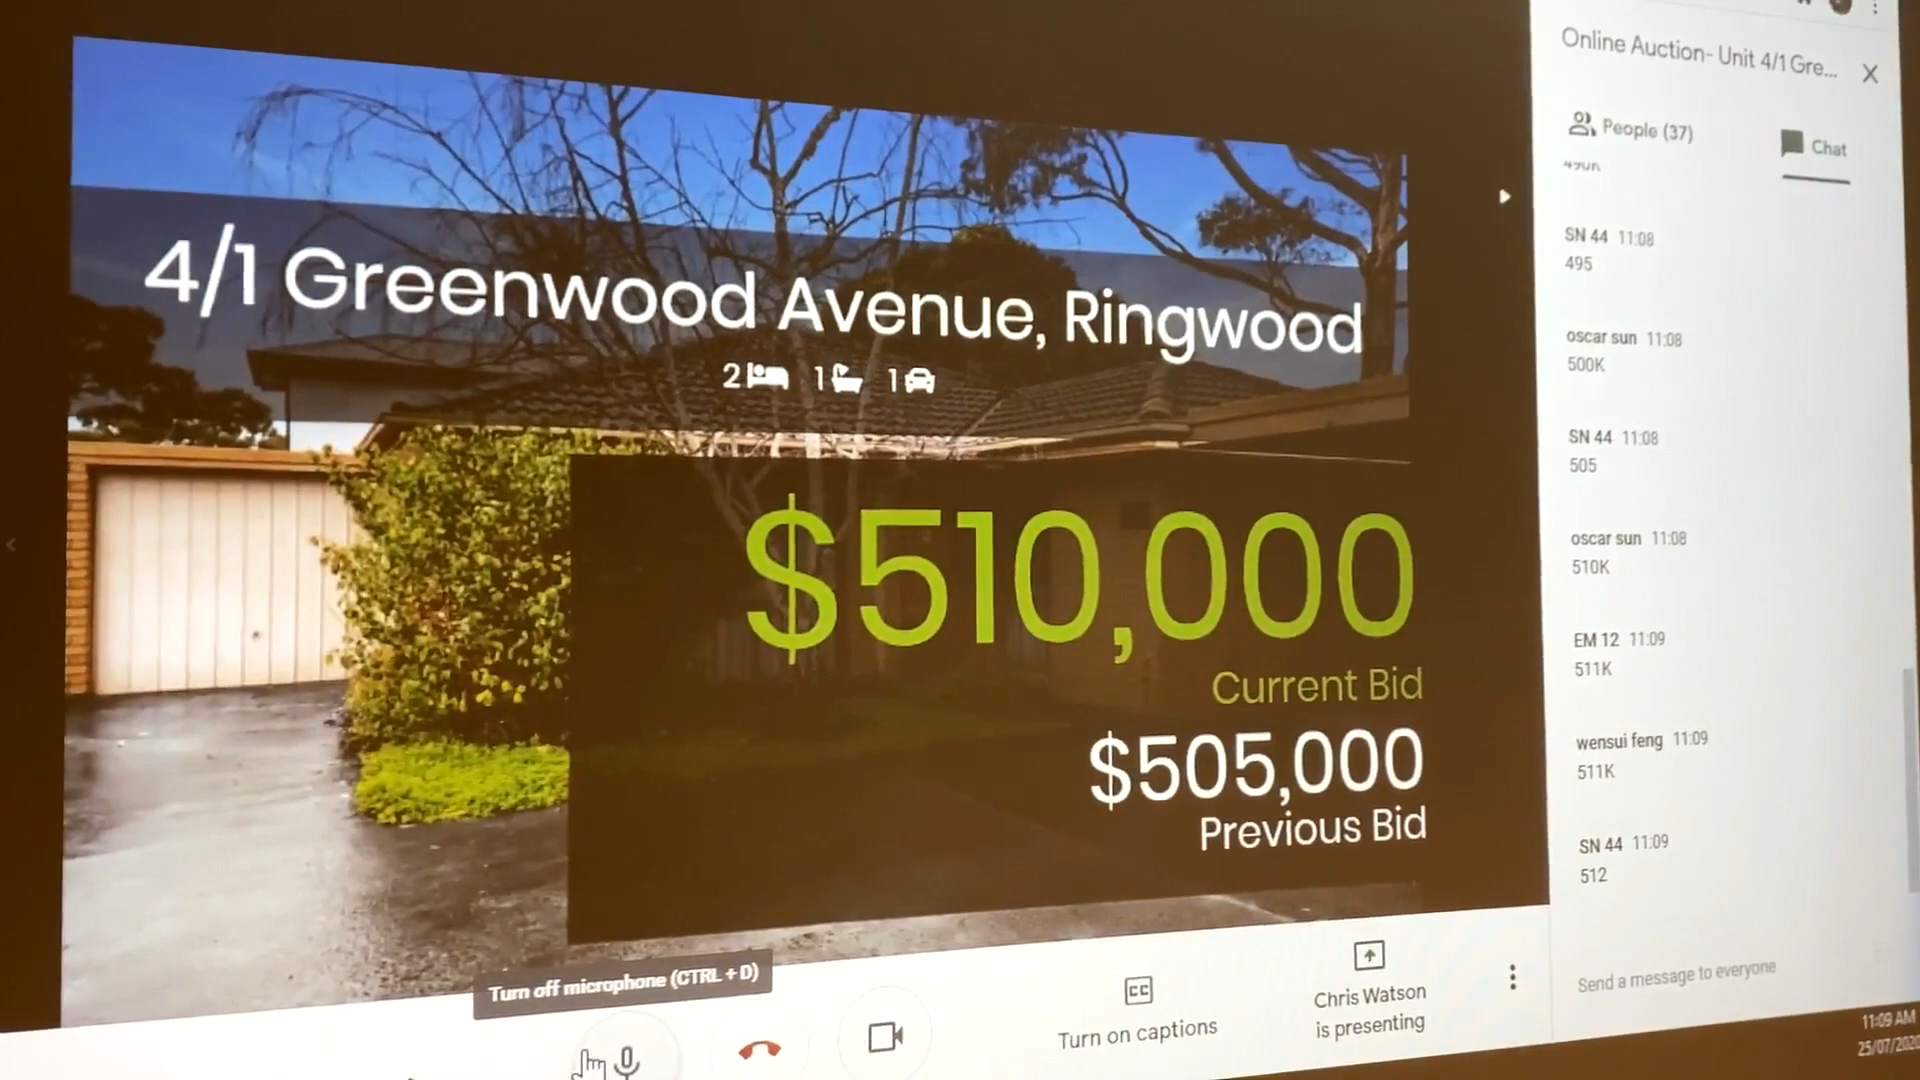 4/1 Greenwood Avenue, Ringwood
2 1 1
$510,000
Current Bid
$505,000
Previous Bid
Turn off microphone (CTRL + D)
Turn on captions
Chris Watson
is presenting
Online Auction- Unit 4/1 Gre...
People (37)
Chat
SN 44 11:08
495
oscar sun 11:08
500K
SN 44 11:08
505
oscar sun 11:08
510K
EM 12 11:09
511K
wensui feng 11:09
511K
SN 44 11:09
512
Send a message to everyone
11:09 AM
25/07/2020